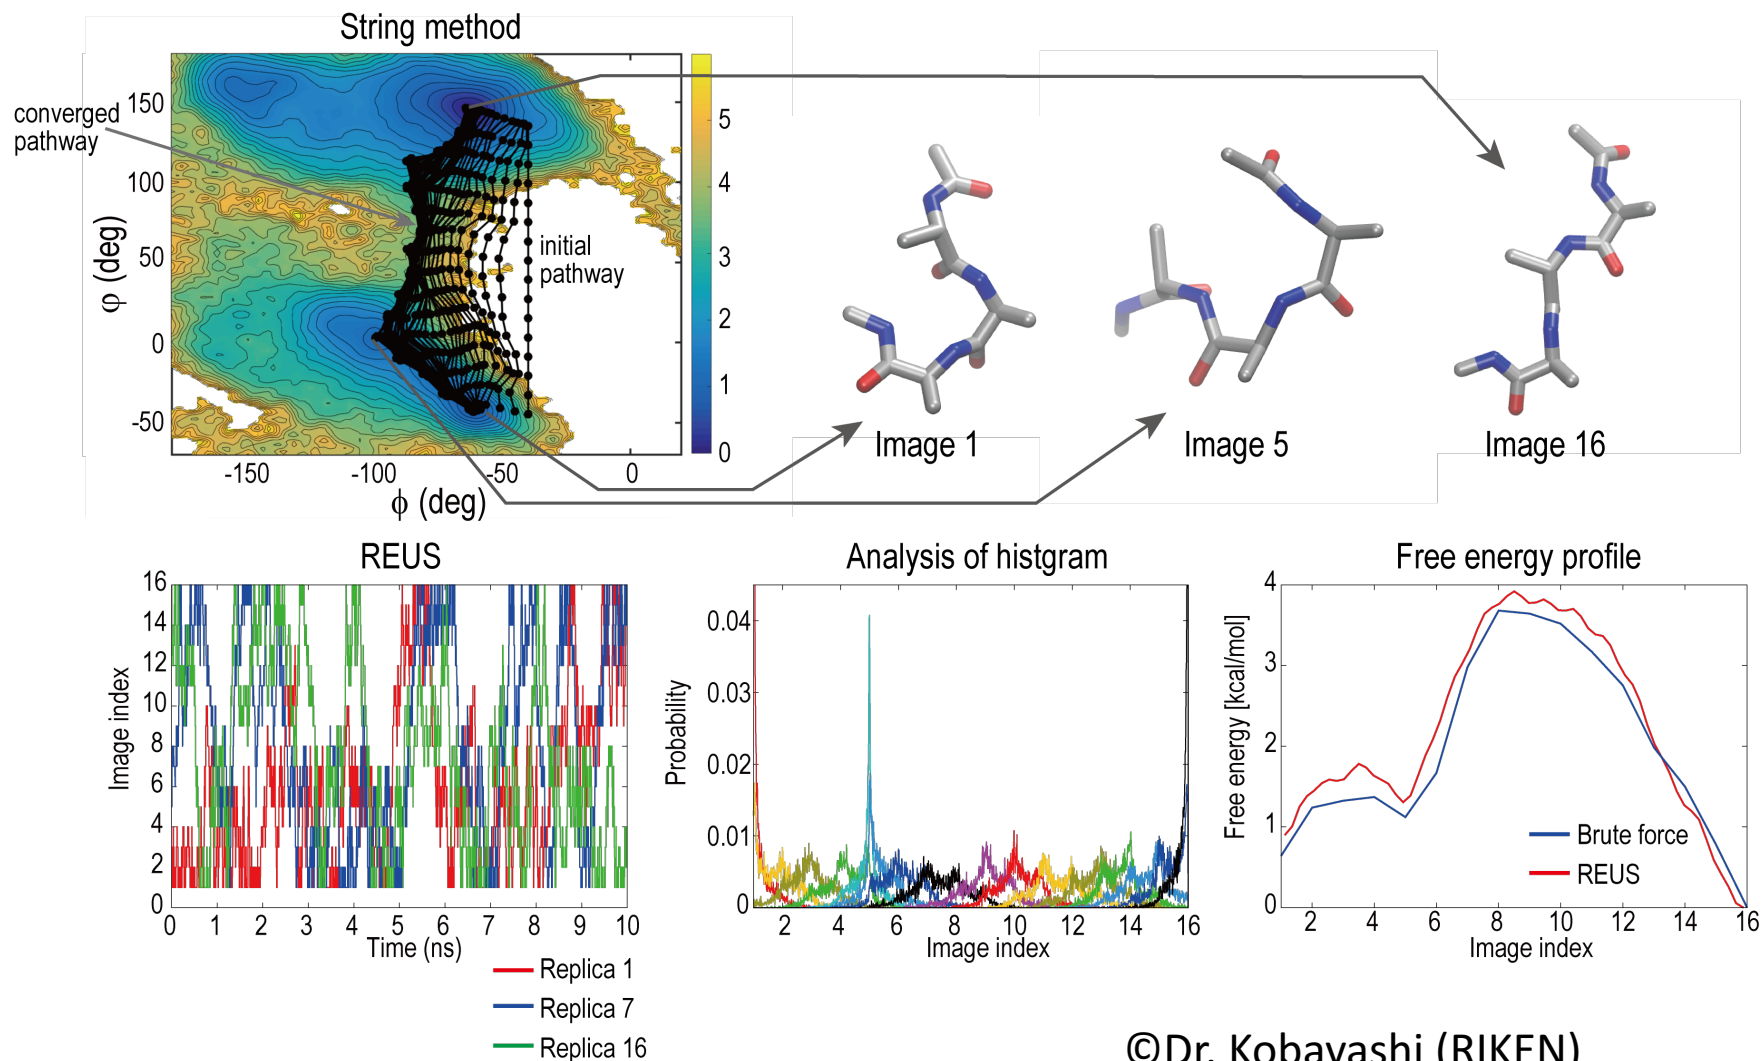 String method
converged
pathway
initial
pathway
150
100
50
0
-50
φ (deg)
-150
-100
-50
0
ϕ (deg)
5
4
3
2
1
0
Image 1
Image 5
Image 16
REUS
Image index
16
14
12
10
8
6
4
2
0
0 1 2 3 4 5 6 7 8 9 10
Time (ns)
Replica 1
Replica 7
Replica 16
Analysis of histgram
Probability
0.04
0.03
0.02
0.01
0
2 4 6 8 10 12 14 16
Image index
Free energy profile
Free energy [kcal/mol]
4
3
2
1
0
Brute force
REUS
2 4 6 8 10 12 14 16
Image index
©Dr. Kobayashi (RIKEN)